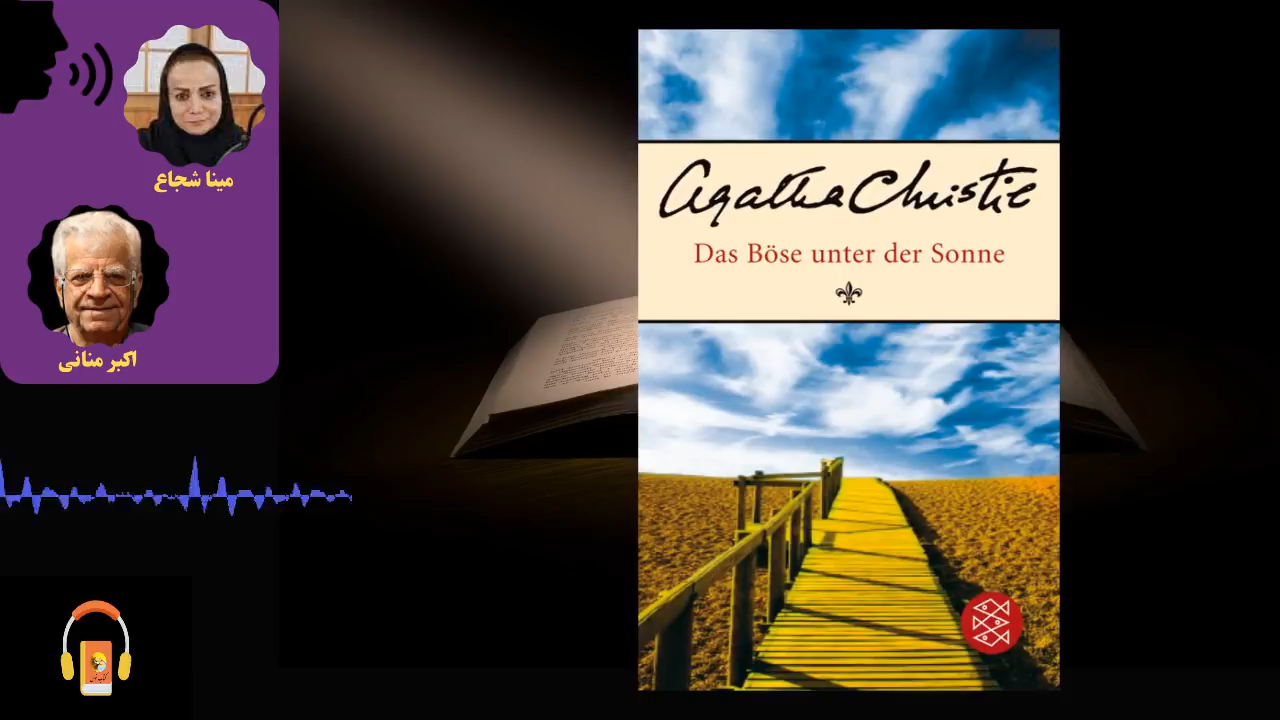 مینا شجاع
اکبر منانی
Agatha Christie
Das Böse unter der Sonne